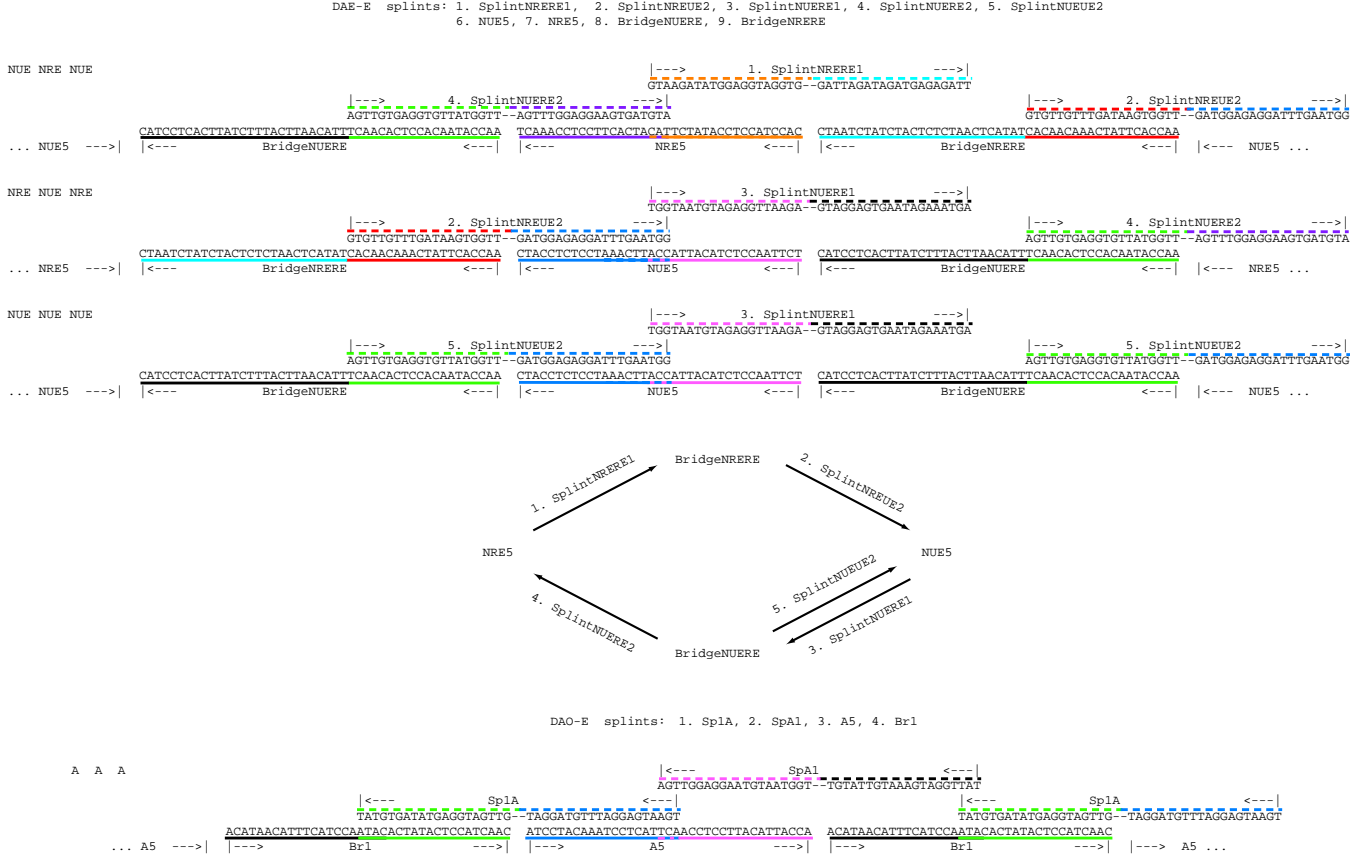 DAE-E splints: 1. SplintNRERE1, 2. SplintNREUE2, 3. SplintNUERE1, 4. SplintNUERE2, 5. SplintNUEUE2
6. NUE5, 7. NRE5, 8. BridgeNUERE, 9. BridgeNRERE
NUE NRE NUE
|---> 1. SplintNRERE1 --->|
GTAAGATATGGAGGTAGGTG--GATTAGATAGATGAGAGATT
|---> 4. SplintNUERE2 --->| |---> 2. SplintNREUE2 --->|
AGTTGTGAGGTGTTATGGTT--AGTTTGGAGGAAGTGATGTA GTGTTGTTTGATAAGTGGTT--GATGGAGAGGATTTGAATGG
CATCCTCACTTATCTTTACTTAACATTTCAACACTCCACAATACCAA TCAAACCTCCTTCACTACATTCTATACCTCCATCCAC CTAATCTATCTACTCTCTAACTCATATCACAACAAACTATTCACCAA
... NUE5 --->| |<--- BridgeNUERE <---| |<--- NRE5 <---| |<--- BridgeNRERE <---| |<--- NUE5 ...
NRE NUE NRE
|---> 3. SplintNUERE1 --->|
TGGTAATGTAGAGGTTAAGA--GTAGGAGTGAATAGAAATGA
|---> 2. SplintNREUE2 --->| |---> 4. SplintNUERE2 --->|
GTGTTGTTTGATAAGTGGTT--GATGGAGAGGATTTGAATGG AGTTGTGAGGTGTTATGGTT--AGTTTGGAGGAAGTGATGTA
CTAATCTATCTACTCTCTAACTCATATCACAACAAACTATTCACCAA CTACCTCTCCTAAACTTACCATTACATCTCCAATTCT CATCCTCACTTATCTTTACTTAACATTTCAACACTCCACAATACCAA
... NRE5 --->| |<--- BridgeNRERE <---| |<--- NUE5 <---| |<--- BridgeNUERE <---| |<--- NRE5 ...
NUE NUE NUE
|---> 3. SplintNUERE1 --->|
TGGTAATGTAGAGGTTAAGA--GTAGGAGTGAATAGAAATGA
|---> 5. SplintNUEUE2 --->| |---> 5. SplintNUEUE2 --->|
AGTTGTGAGGTGTTATGGTT--GATGGAGAGGATTTGAATGG AGTTGTGAGGTGTTATGGTT--GATGGAGAGGATTTGAATGG
CATCCTCACTTATCTTTACTTAACATTTCAACACTCCACAATACCAA CTACCTCTCCTAAACTTACCATTACATCTCCAATTCT CATCCTCACTTATCTTTACTTAACATTTCAACACTCCACAATACCAA
... NUE5 --->| |<--- BridgeNUERE <---| |<--- NUE5 <---| |<--- BridgeNUERE <---| |<--- NUE5 ...
BridgeNRERE
1. SplintNRERE1
2. SplintNREUE2
NRE5
NUE5
4. SplintNUERE2
5. SplintNUEUE2
3. SplintNUERE1
BridgeNUERE
DAO-E splints: 1. SplA, 2. SpA1, 3. A5, 4. Br1
A A A
|<--- SpA1 <---|
AGTTGGAGGAATGTAATGGT--TGTATTGTAAAGTAGGTTAT
|<--- SplA <---| |<--- SplA <---|
TATGTGATATGAGGTAGTTG--TAGGATGTTTAGGAGTAAGT TATGTGATATGAGGTAGTTG--TAGGATGTTTAGGAGTAAGT
ACATAACATTTCATCCAATACACTATACTCCATCAAC ATCCTACAAATCCTCATTCAACCTCCTTACATTACCA ACATAACATTTCATCCAATACACTATACTCCATCAAC
... A5 --->| |---> Br1 --->| |---> A5 --->| |---> Br1 --->| |---> A5 ...